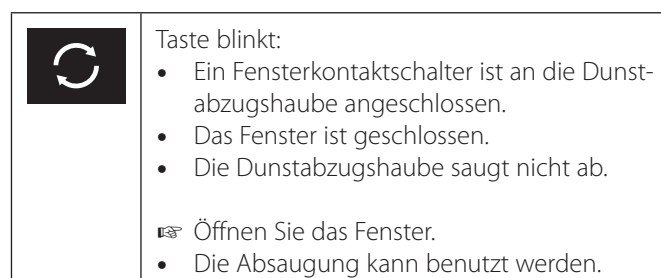 Taste blinkt:
• Ein Fensterkontaktschalter ist an die Dunst-
abzugshaube angeschlossen.
• Das Fenster ist geschlossen.
• Die Dunstabzugshaube saugt nicht ab.
☞ Öffnen Sie das Fenster.
• Die Absaugung kann benutzt werden.